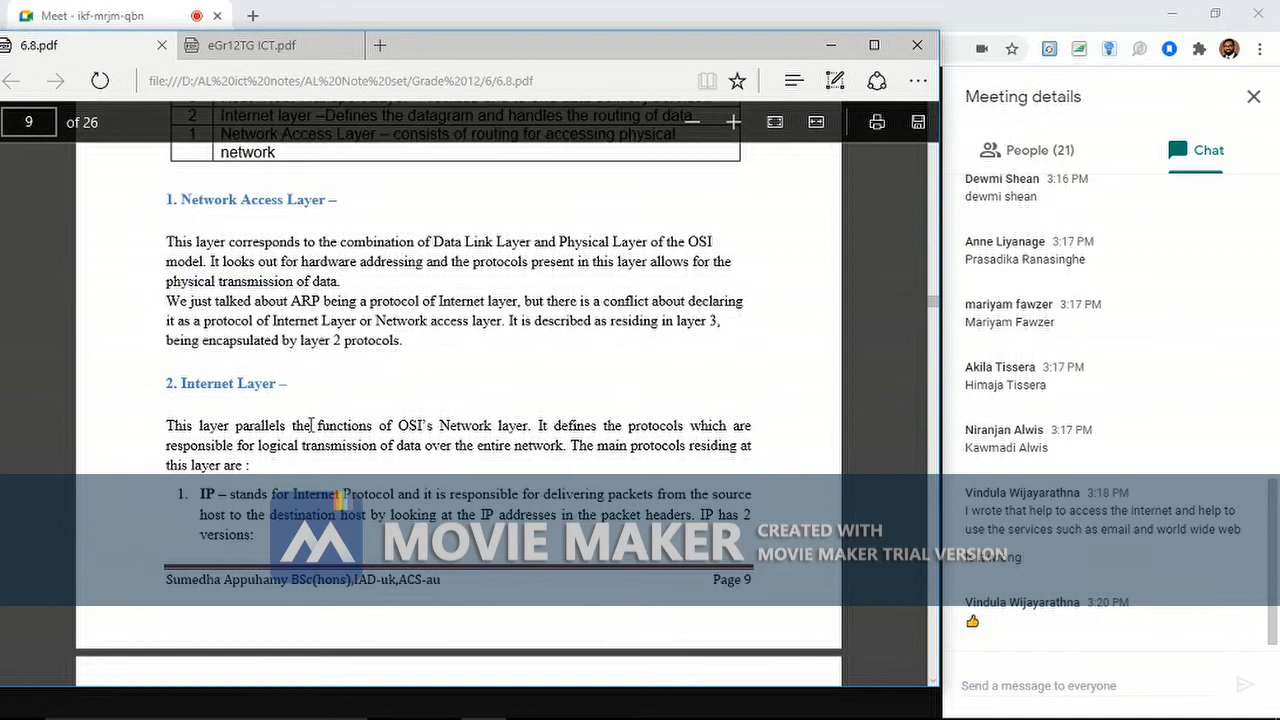 Meet - ikf-mrjm-qbn
6.8.pdf
eGr12TG ICT.pdf
file:///D:/AL%20ict%20notes/AL%20Note%20set/Grade%2012/6/6.8.pdf
9 of 26
2 Internet layer –Defines the datagram and handles the routing of data
1 Network Access Layer – consists of routing for accessing physical
network
1. Network Access Layer –
This layer corresponds to the combination of Data Link Layer and Physical Layer of the OSI
model. It looks out for hardware addressing and the protocols present in this layer allows for the
physical transmission of data.
We just talked about ARP being a protocol of Internet layer, but there is a conflict about declaring
it as a protocol of Internet Layer or Network access layer. It is described as residing in layer 3,
being encapsulated by layer 2 protocols.
2. Internet Layer –
This layer parallels the functions of OSI’s Network layer. It defines the protocols which are
responsible for logical transmission of data over the entire network. The main protocols residing at
this layer are :
1. IP – stands for Internet Protocol and it is responsible for delivering packets from the source
host to the destination host by looking at the IP addresses in the packet headers. IP has 2
versions:
Sumedha Appuhamy BSc(hons),IAD-uk,ACS-au Page 9
MOVIE MAKER
CREATED WITH
MOVIE MAKER TRIAL VERSION
Meeting details
People (21)
Chat
Dewmi Shean 3:16 PM
dewmi shean
Anne Liyanage 3:17 PM
Prasadika Ranasinghe
mariyam fawzer 3:17 PM
Mariyam Fawzer
Akila Tissera 3:17 PM
Himaja Tissera
Niranjan Alwis 3:17 PM
Kawmadi Alwis
Vindula Wijayarathna 3:18 PM
I wrote that help to access the internet and help to
use the services such as email and world wide web
Vindula Wijayarathna 3:20 PM
👍
Send a message to everyone